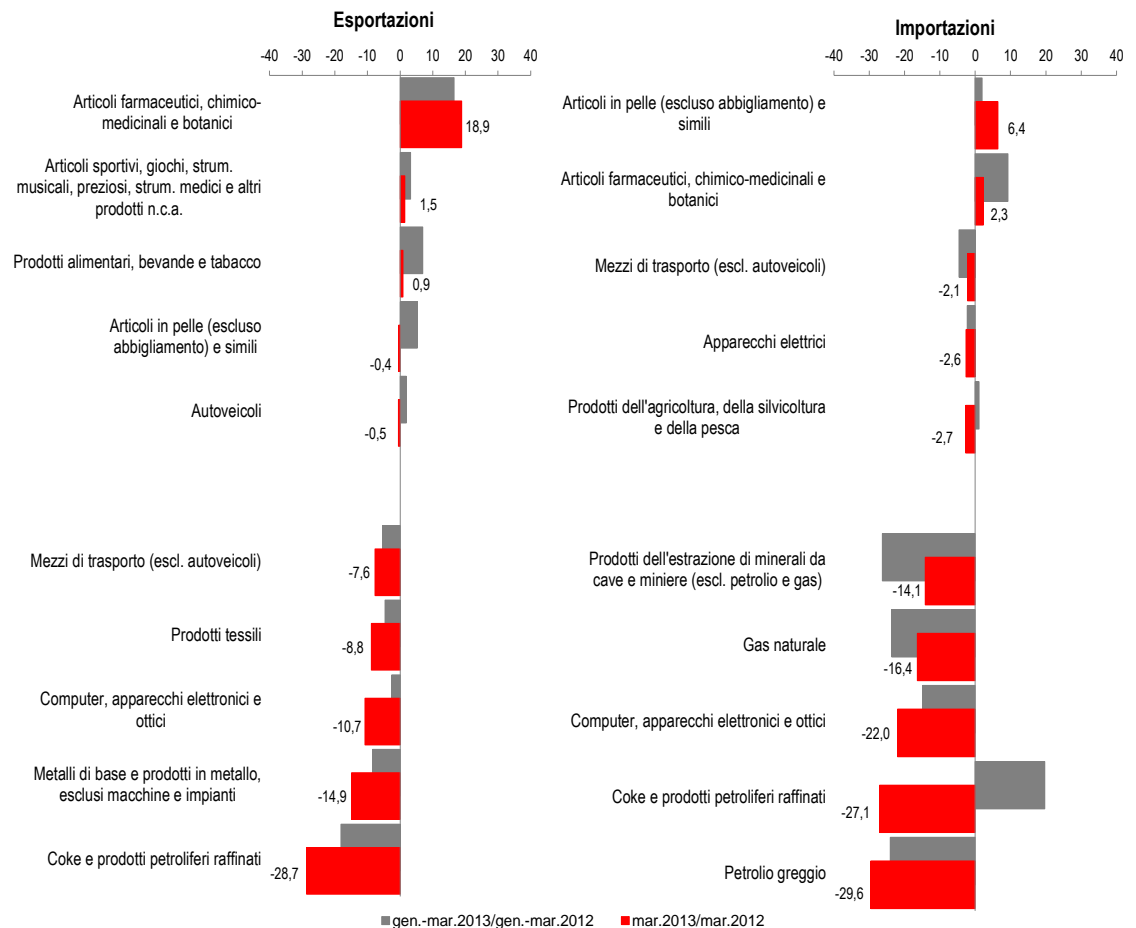 Esportazioni
-40 -30 -20 -10 0 10 20 30 40
Articoli farmaceutici, chimico-
medicinali e botanici
18,9
Articoli sportivi, giochi, strum.
musicali, preziosi, strum. medici e altri
prodotti n.c.a.
1,5
Prodotti alimentari, bevande e tabacco
0,9
Articoli in pelle (escluso
abbigliamento) e simili
-0,4
Autoveicoli
-0,5
Mezzi di trasporto (escl. autoveicoli)
-7,6
Prodotti tessili
-8,8
Computer, apparecchi elettronici e
ottici
-10,7
Metalli di base e prodotti in metallo,
esclusi macchine e impianti
-14,9
Coke e prodotti petroliferi raffinati
-28,7
Importazioni
-40 -30 -20 -10 0 10 20 30 40
Articoli in pelle (escluso abbigliamento) e
simili
6,4
Articoli farmaceutici, chimico-medicinali e
botanici
2,3
Mezzi di trasporto (escl. autoveicoli)
-2,1
Apparecchi elettrici
-2,6
Prodotti dell'agricoltura, della silvicoltura
e della pesca
-2,7
Prodotti dell'estrazione di minerali da
cave e miniere (escl. petrolio e gas)
-14,1
Gas naturale
-16,4
Computer, apparecchi elettronici e ottici
-22,0
Coke e prodotti petroliferi raffinati
-27,1
Petrolio greggio
-29,6
gen.-mar.2013/gen.-mar.2012 mar.2013/mar.2012